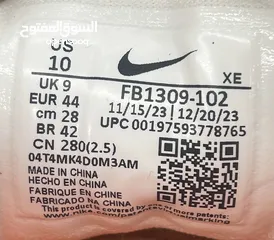 السوق المفتوح
US
10
UK 9
EUR 44
cm 28
BR 42
CN 280(2.5)
04T4MK4D0M3AM
MADE IN CHINA
HECHO EN CHINA
FABRIQUE EN CHINE
FABRICADO NA CHINA
XE
FB1309-102
11/15/23 | 12/20/23
UPC 00197593778765